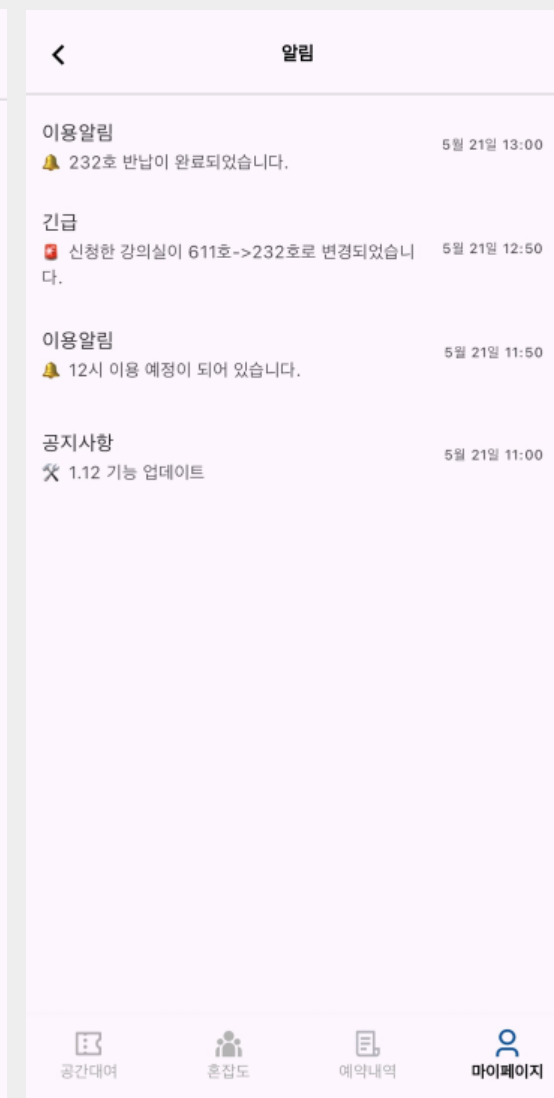 알림
이용알림
5월 21일 13:00
🔔 232호 반납이 완료되었습니다.
긴급
🚨 신청한 강의실이 611호->232호로 변경되었습니
5월 21일 12:50
다.
이용알림
5월 21일 11:50
🔔 12시 이용 예정이 되어 있습니다.
공지사항
5월 21일 11:00
🛠 1.12 기능 업데이트
공간대여
혼잡도
예약내역
마이페이지